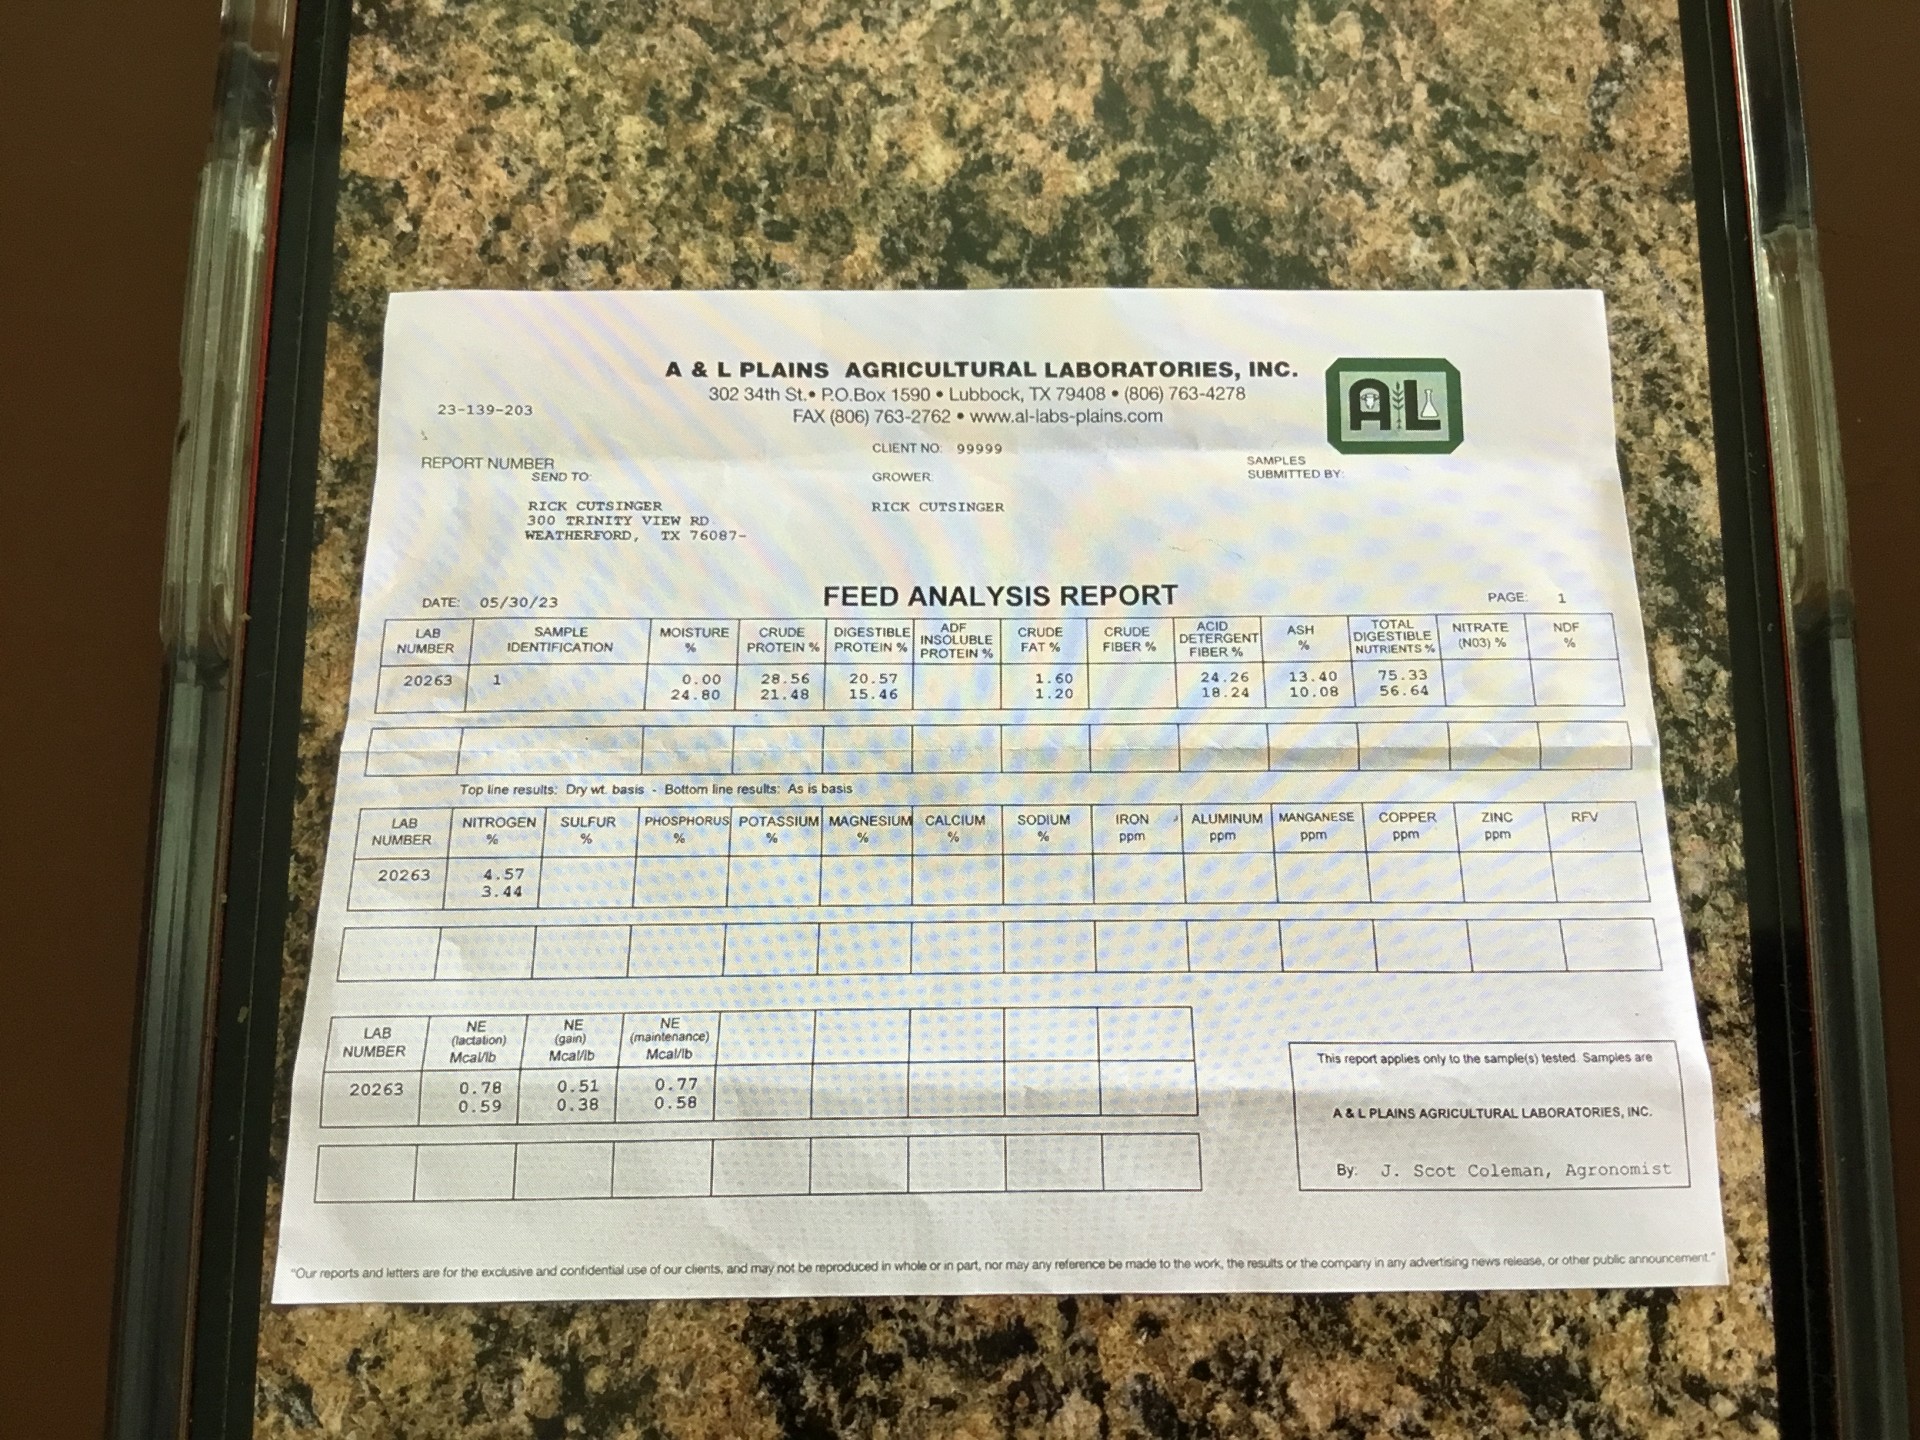 A & L PLAINS AGRICULTURAL LABORATORIES, INC.
302 34th St. • P.O.Box 1590 • Lubbock, TX 79408 • (806) 763-4278
FAX (806) 763-2762 • www.al-labs-plains.com
AL
23-139-203
REPORT NUMBER
CLIENT NO: 99999
SAMPLES
SUBMITTED BY:
SEND TO:
GROWER:
RICK CUTSINGER
300 TRINITY VIEW RD
WEATHERFORD, TX 76087-
RICK CUTSINGER
DATE: 05/30/23
FEED ANALYSIS REPORT
PAGE: 1
LAB NUMBER SAMPLE IDENTIFICATION MOISTURE % CRUDE PROTEIN % DIGESTIBLE PROTEIN % ADF INSOLUBLE PROTEIN % CRUDE FAT % CRUDE FIBER % ACID DETERGENT FIBER % ASH % TOTAL DIGESTIBLE NUTRIENTS % NITRATE (N03) % NDF %
20263 1 0.00 28.56 20.57 1.60 24.26 13.40 75.33
24.80 21.48 15.46 1.20 18.24 10.08 56.64
Top line results: Dry wt. basis - Bottom line results: As is basis
LAB NUMBER NITROGEN % SULFUR % PHOSPHORUS % POTASSIUM % MAGNESIUM % CALCIUM % SODIUM % IRON ppm ALUMINUM ppm MANGANESE ppm COPPER ppm ZINC ppm RFV
20263 4.57
3.44
LAB NUMBER NE (lactation) Mcal/lb NE (gain) Mcal/lb NE (maintenance) Mcal/lb
20263 0.78 0.51 0.77
0.59 0.38 0.58
This report applies only to the sample(s) tested. Samples are
A & L PLAINS AGRICULTURAL LABORATORIES, INC.
By: J. Scot Coleman, Agronomist
"Our reports and letters are for the exclusive and confidential use of our clients, and may not be reproduced in whole or in part, nor may any reference be made to the work, the results or the company in any advertising news release, or other public announcement."